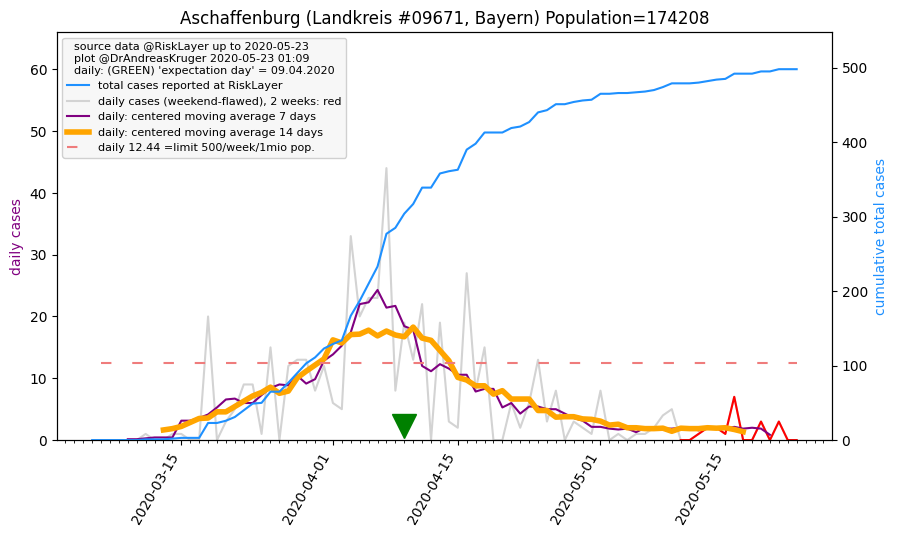 Aschaffenburg (Landkreis #09671, Bayern) Population=174208
source data @RiskLayer up to 2020-05-23
plot @DrAndreasKruger 2020-05-23 01:09
daily: (GREEN) 'expectation day' = 09.04.2020
total cases reported at RiskLayer
daily cases (weekend-flawed), 2 weeks: red
daily: centered moving average 7 days
daily: centered moving average 14 days
daily 12.44 =limit 500/week/1mio pop.
daily cases
60
50
40
30
20
10
0
cumulative total cases
500
400
300
200
100
0
2020-03-15
2020-04-01
2020-04-15
2020-05-01
2020-05-15